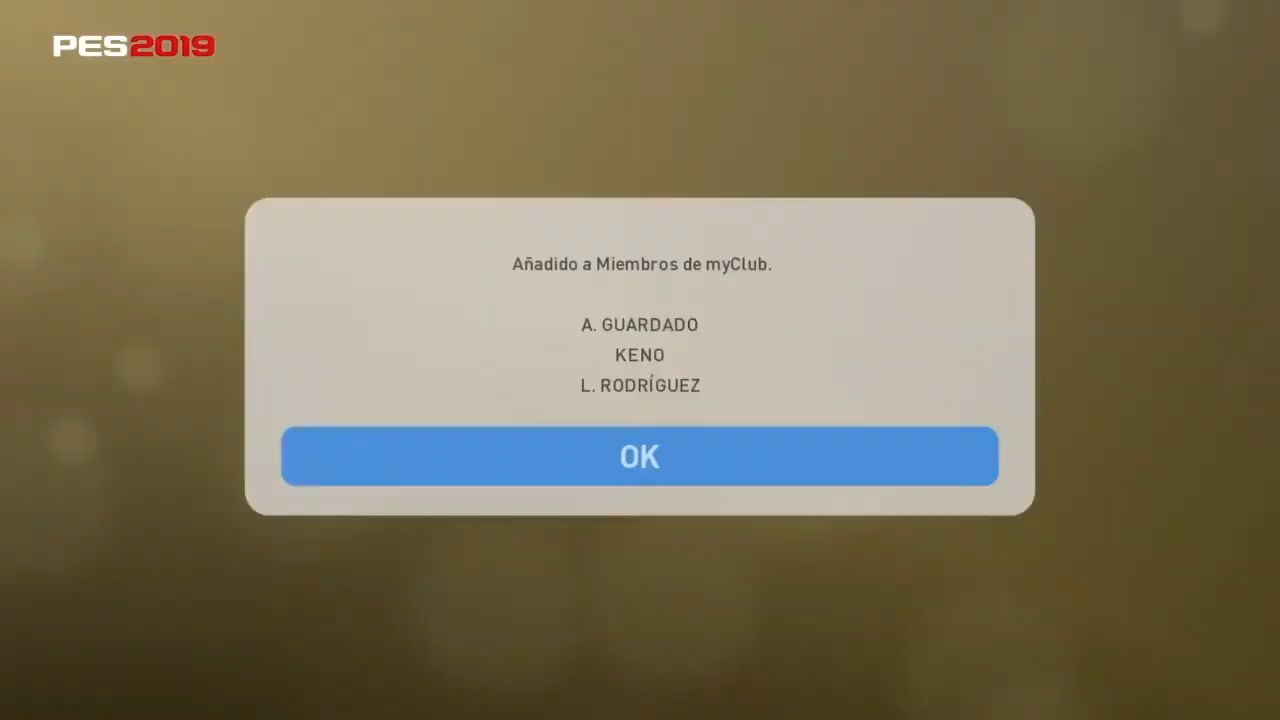 PES2019
Añadido a Miembros de myClub.
A. GUARDADO
KENO
L. RODRÍGUEZ
OK